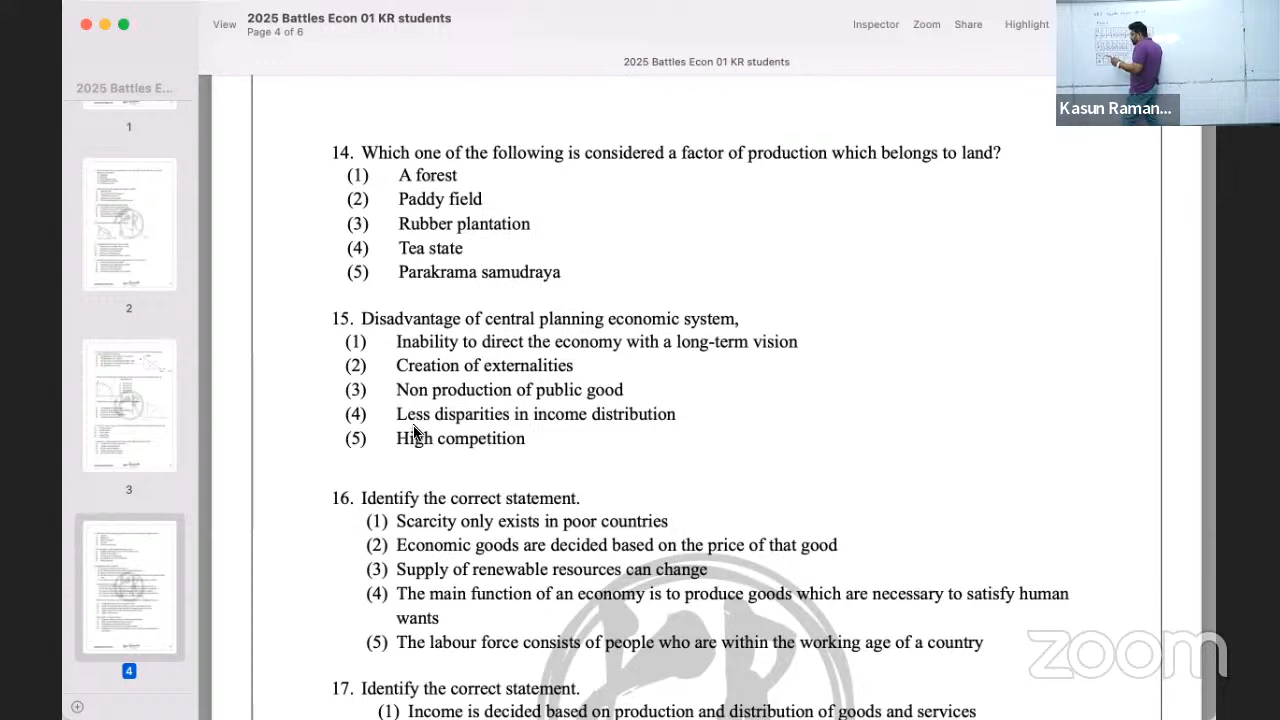 View
2025 Battles Econ 01 KR students
Page 4 of 6
Inspector
Zoom
Share
Highlight
2025 Battles Econ 01 KR students
Kasun Raman...
2025 Battles E...
1
2
3
4
14. Which one of the following is considered a factor of production which belongs to land?
(1) A forest
(2) Paddy field
(3) Rubber plantation
(4) Tea state
(5) Parakrama samudraya
15. Disadvantage of central planning economic system,
(1) Inability to direct the economy with a long-term vision
(2) Creation of externalities
(3) Non production of public good
(4) Less disparities in income distribution
(5) High competition
16. Identify the correct statement.
(1) Scarcity only exists in poor countries
(2) Economic goods are decided based on the price of that good
(3) Supply of renewable resources can change
(4) The main function of an economy is to produce goods which are necessary to satisfy human
wants
(5) The labour force consists of people who are within the working age of a country
zoom
17. Identify the correct statement.
(1) Income is decided based on production and distribution of goods and services